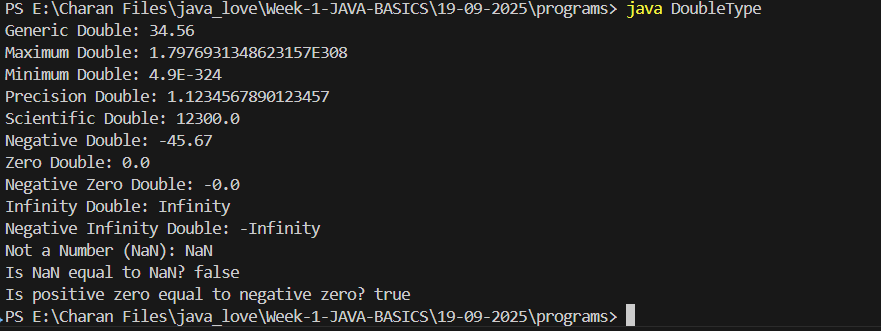 PS E:\Charan Files\java_love\Week-1-JAVA-BASICS\19-09-2025\programs> java DoubleType
Generic Double: 34.56
Maximum Double: 1.7976931348623157E308
Minimum Double: 4.9E-324
Precision Double: 1.1234567890123457
Scientific Double: 12300.0
Negative Double: -45.67
Zero Double: 0.0
Negative Zero Double: -0.0
Infinity Double: Infinity
Negative Infinity Double: -Infinity
Not a Number (NaN): NaN
Is NaN equal to NaN? false
Is positive zero equal to negative zero? true
PS E:\Charan Files\java_love\Week-1-JAVA-BASICS\19-09-2025\programs>